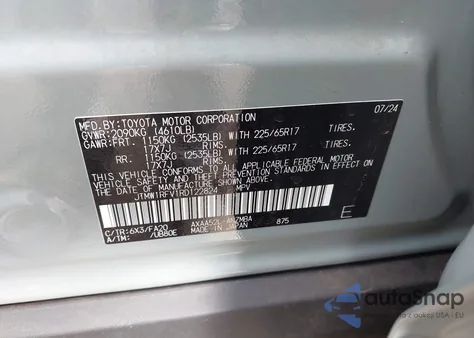 MFD.BY:TOYOTA MOTOR CORPORATION 07/24
GVWR:2090KG (4610LB)
GAWR:FRT. 1150KG (2535LB) WITH 225/65R17 TIRES.
17X7J RIMS.
RR. 1150KG (2535LB) WITH 225/65R17 TIRES.
17X7J RIMS.
THIS VEHICLE CONFORMS TO ALL APPLICABLE FEDERAL MOTOR
VEHICLE SAFETY AND THEFT PREVENTION STANDARDS IN EFFECT ON
THE DATE OF MANUFACTURE SHOWN ABOVE.
MPV
C/TR:6X3/FA20 E
A/TM: /UB80E MADE IN JAPAN 875
autoSnap